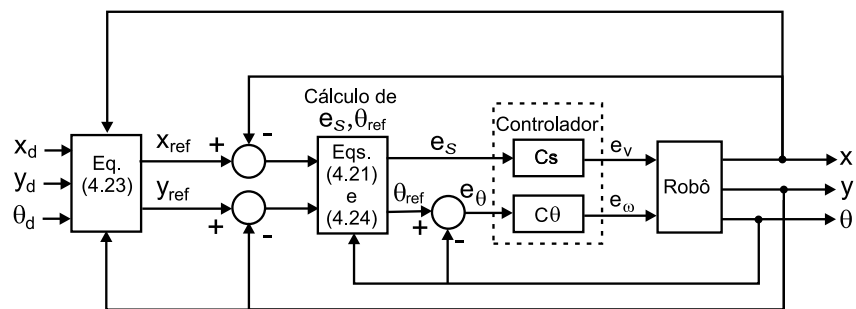 x_d
y_d
θ_d
Eq.
(4.23)
x_ref
y_ref
+
-
+
-
Cálculo de
e_s,θ_ref
Eqs.
(4.21)
e
(4.24)
e_s
θ_ref
+
-
e_θ
Controlador
Cs
Cθ
e_v
e_ω
Robô
x
y
θ